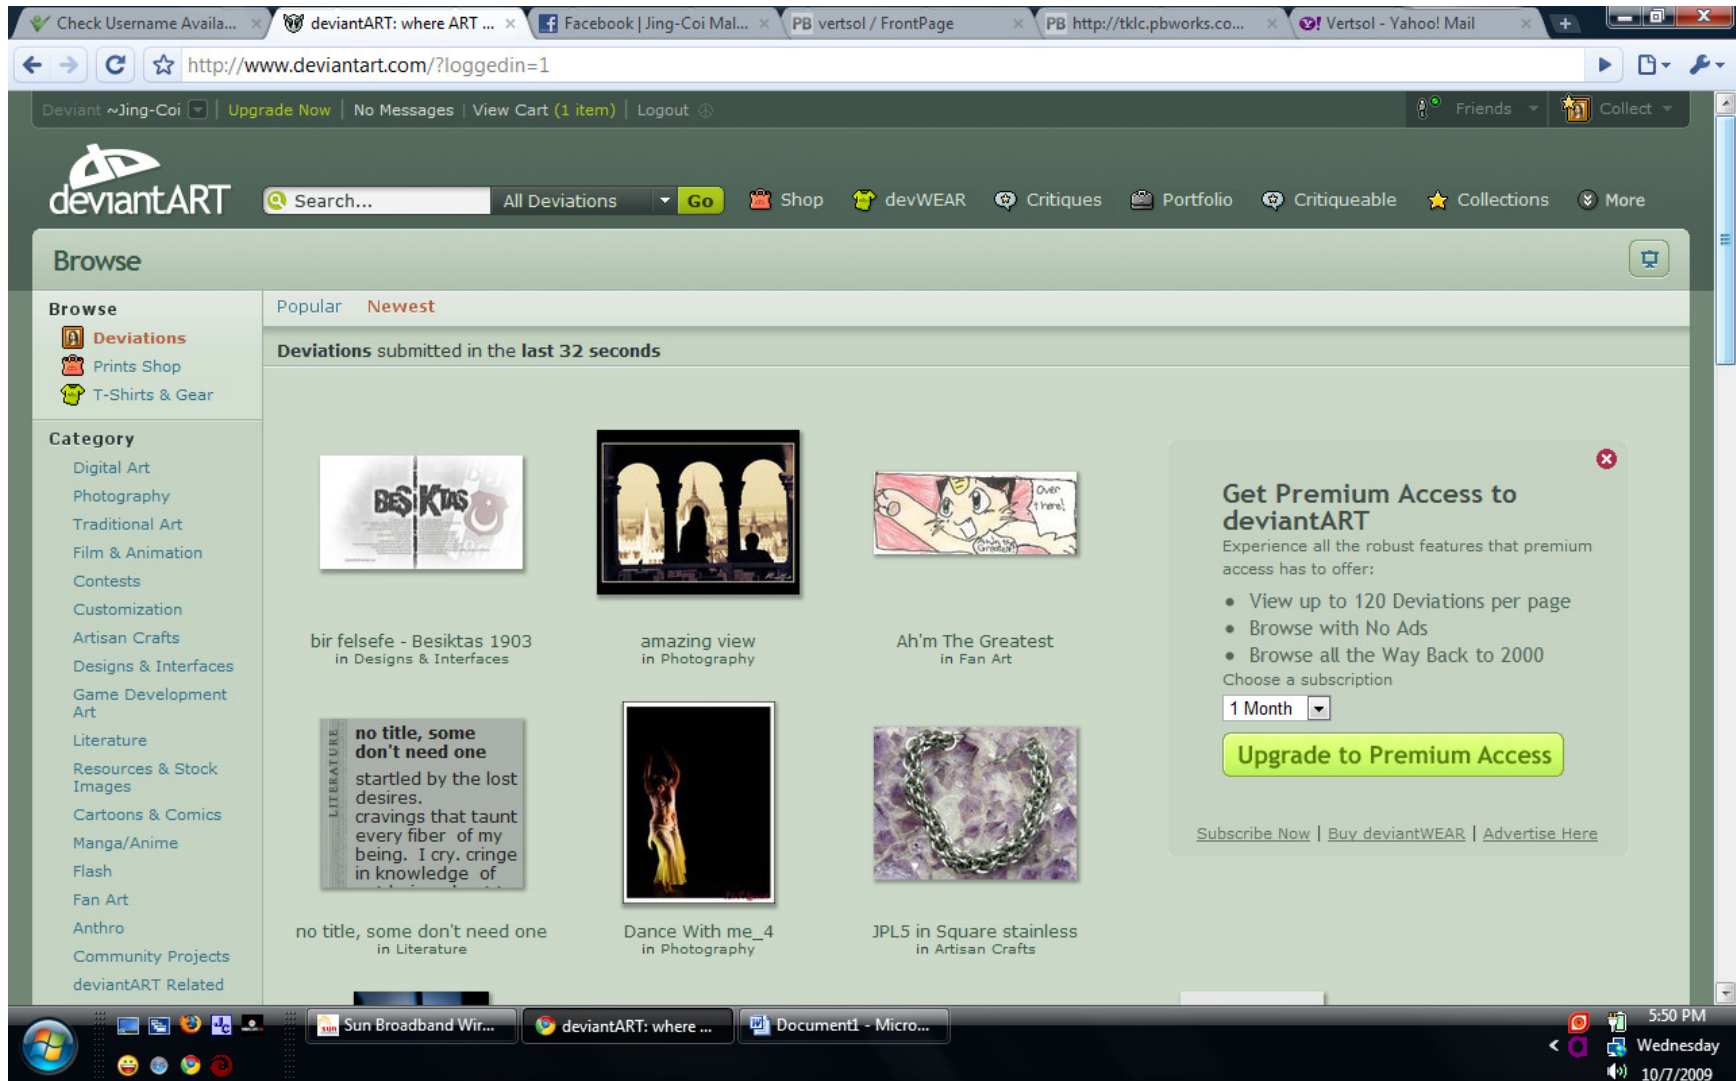 Check Username Availa...
deviantART: where ART ...
Facebook | Jing-Coi Mal...
PB vertsol / FrontPage
PB http://tklc.pbworks.co...
Vertsol - Yahoo! Mail
http://www.deviantart.com/?loggedin=1
Deviant ~Jing-Coi | Upgrade Now | No Messages | View Cart (1 item) | Logout
Friends
Collect
deviantART
Search...
All Deviations
Go
Shop
devWEAR
Critiques
Portfolio
Critiqueable
Collections
More
Browse
Browse
Deviations
Prints Shop
T-Shirts & Gear
Category
Digital Art
Photography
Traditional Art
Film & Animation
Contests
Customization
Artisan Crafts
Designs & Interfaces
Game Development
Art
Literature
Resources & Stock
Images
Cartoons & Comics
Manga/Anime
Flash
Fan Art
Anthro
Community Projects
deviantART Related
Popular Newest
Deviations submitted in the last 32 seconds
BESIKTAS
bir felsefe - Besiktas 1903
in Designs & Interfaces
amazing view
in Photography
Over
there!
Ah'm The Greatest
in Fan Art
LITERATURE
no title, some
don't need one
startled by the lost
desires.
cravings that taunt
every fiber of my
being. I cry. cringe
in knowledge of
no title, some don't need one
in Literature
Dance With me_4
in Photography
JPL5 in Square stainless
in Artisan Crafts
Get Premium Access to
deviantART
Experience all the robust features that premium
access has to offer:
• View up to 120 Deviations per page
• Browse with No Ads
• Browse all the Way Back to 2000
Choose a subscription
1 Month
Upgrade to Premium Access
Subscribe Now | Buy deviantWEAR | Advertise Here
Sun Broadband Wir...
deviantART: where ...
Document1 - Micro...
5:50 PM
Wednesday
10/7/2009